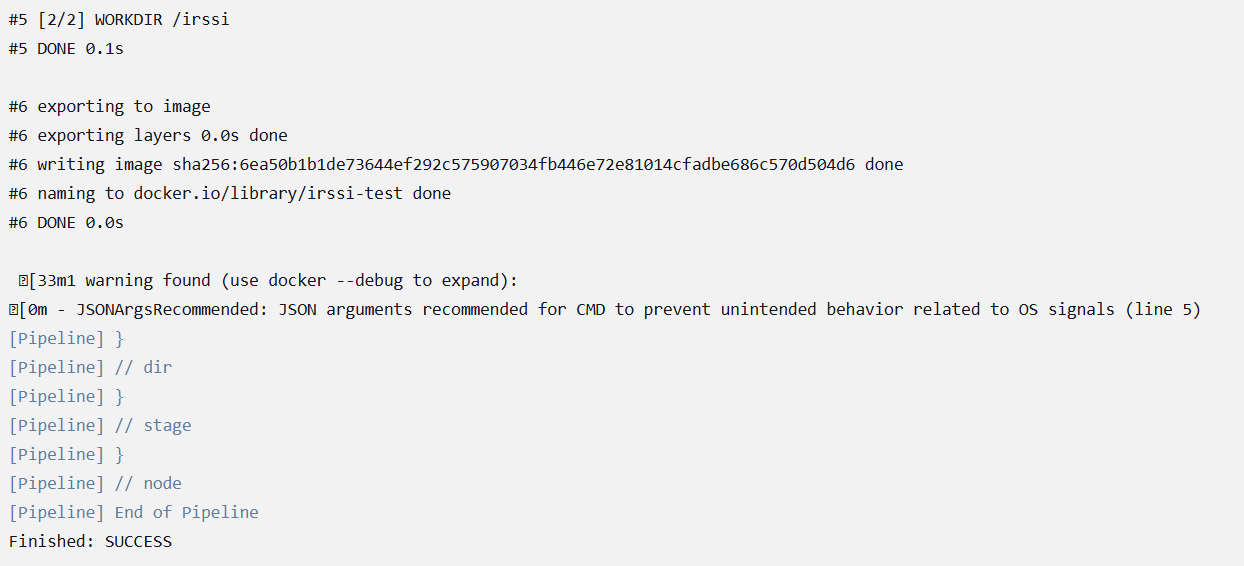 #5 [2/2] WORKDIR /irssi
#5 DONE 0.1s
#6 exporting to image
#6 exporting layers 0.0s done
#6 writing image sha256:6ea50b1b1de73644ef292c575907034fb446e72e81014cfadbe686c570d504d6 done
#6 naming to docker.io/library/irssi-test done
#6 DONE 0.0s
�[33m1 warning found (use docker --debug to expand):
�[0m - JSONArgsRecommended: JSON arguments recommended for CMD to prevent unintended behavior related to OS signals (line 5)
[Pipeline] }
[Pipeline] // dir
[Pipeline] }
[Pipeline] // stage
[Pipeline] }
[Pipeline] // node
[Pipeline] End of Pipeline
Finished: SUCCESS